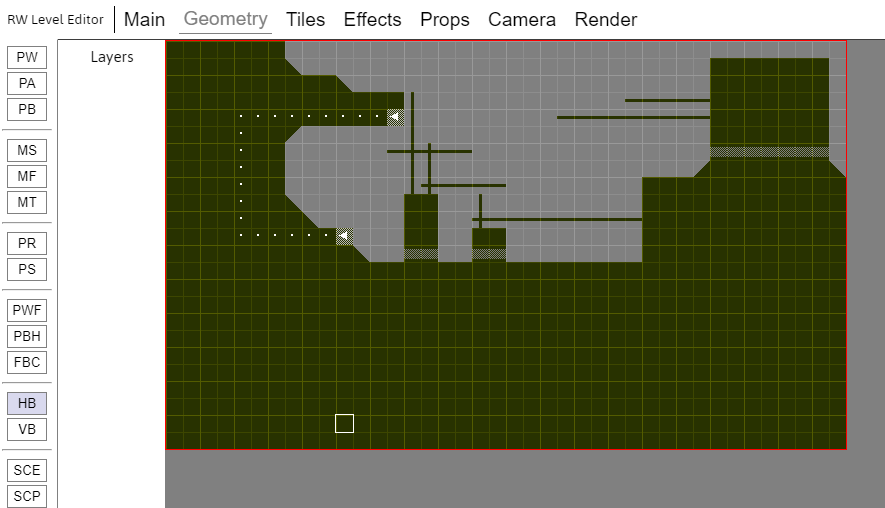 RW Level Editor Main Geometry Tiles Effects Props Camera Render
Layers
PW
PA
PB
MS
MF
MT
PR
PS
PWF
PBH
FBC
HB
VB
SCE
SCP